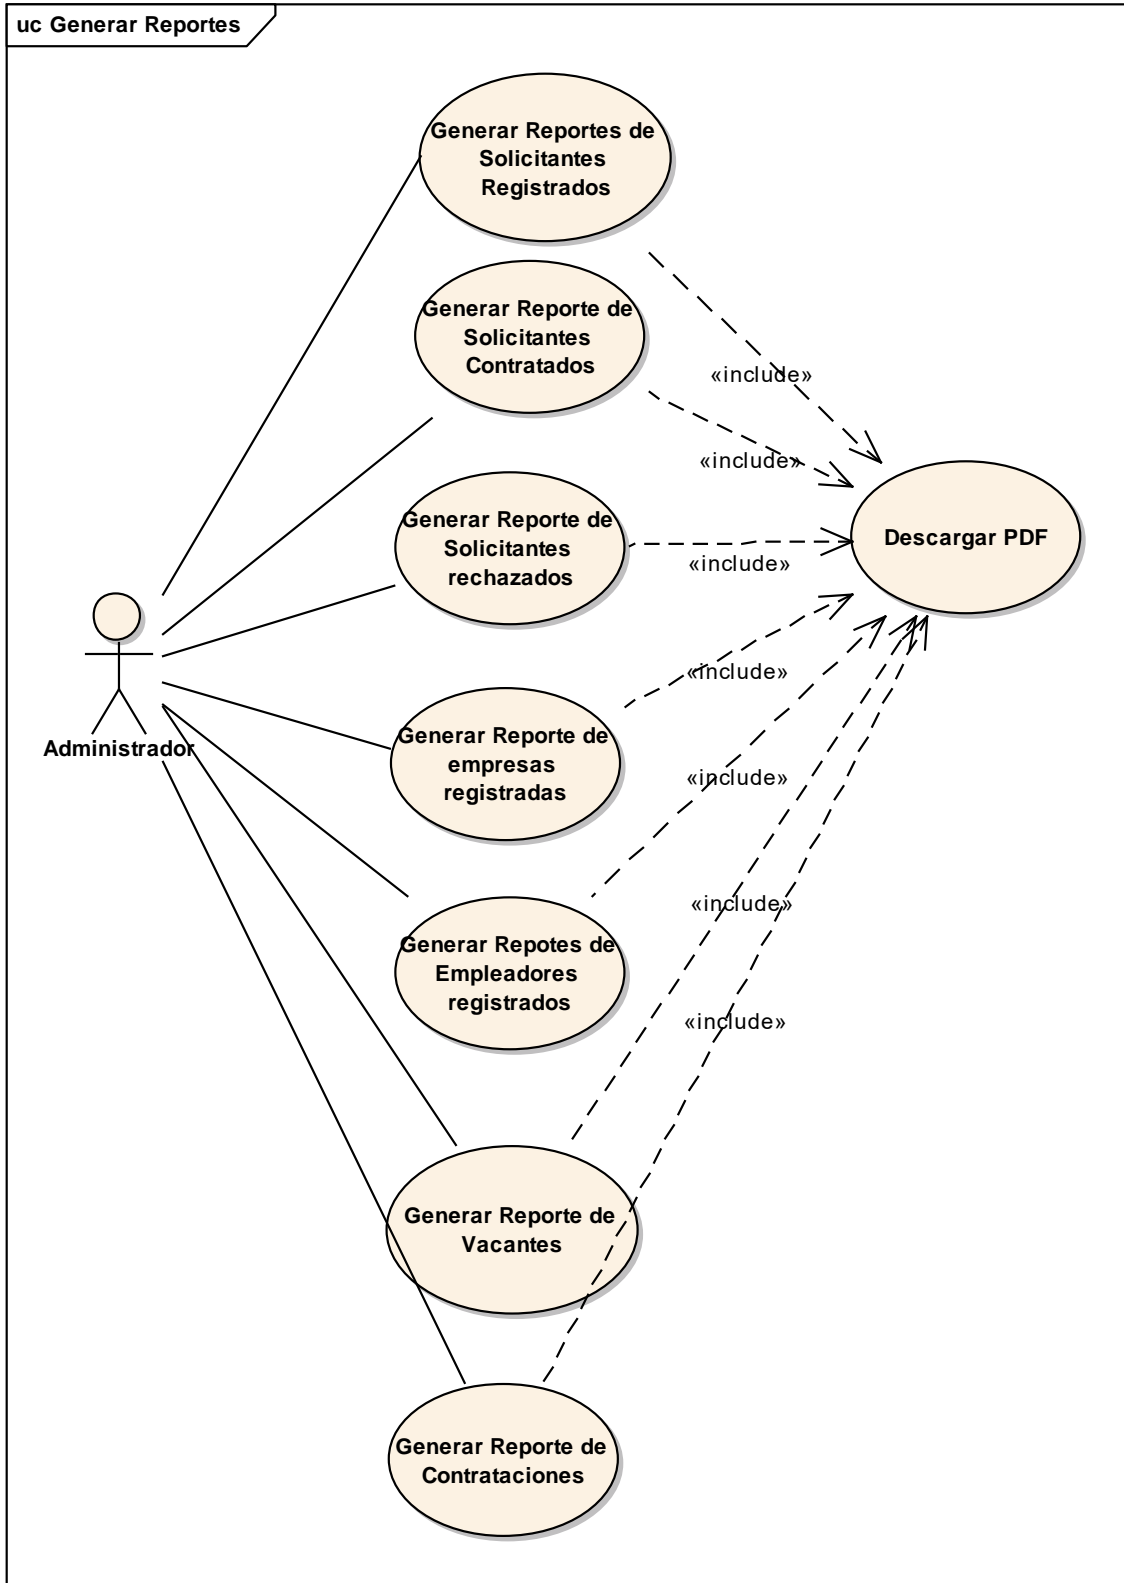 uc Generar Reportes
Generar Reportes de
Solicitantes
Registrados
Generar Reporte de
Solicitantes
Contratados
«include»
«include»
Generar Reporte de
Solicitantes
rechazados
Descargar PDF
«include»
Administrador
Generar Reporte de
empresas
registradas
«include»
«include»
Generar Repotes de
Empleadores
registrados
«include»
«include»
Generar Reporte de
Vacantes
Generar Reporte de
Contrataciones